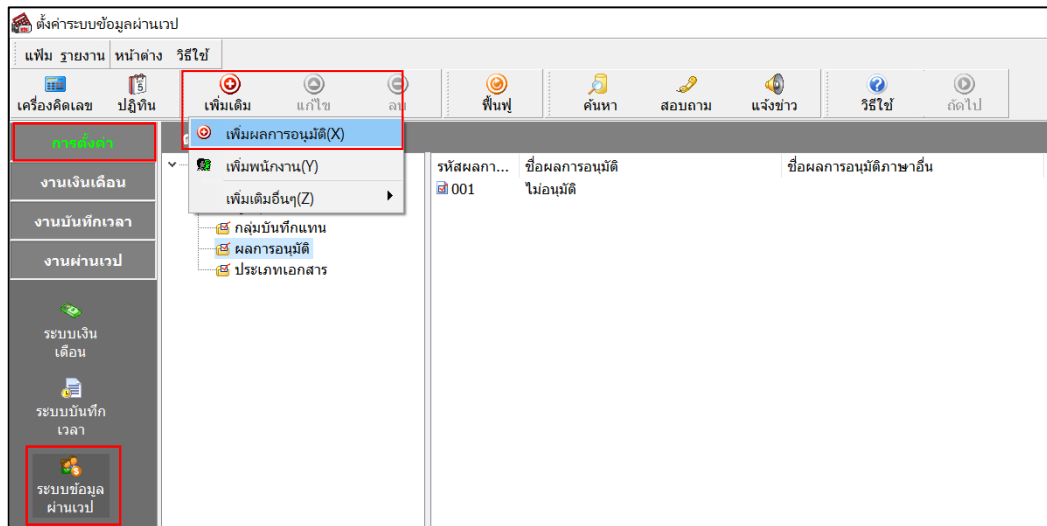 ตั้งค่าระบบข้อมูลผ่านเวป
แฟ้ม รายงาน หน้าต่าง วิธีใช้
เครื่องคิดเลข ปฏิทิน เพิ่มเติม แก้ไข ลบ ฟื้นฟู ค้นหา สอบถาม แจ้งข่าว วิธีใช้ ถัดไป
การตั้งค่า
งานเงินเดือน
งานบันทึกเวลา
งานผ่านเวป
ระบบเงิน
เดือน
ระบบบันทึก
เวลา
ระบบข้อมูล
ผ่านเวป
เพิ่มผลการอนุมัติ(X)
เพิ่มพนักงาน(Y)
เพิ่มเติมอื่นๆ(Z)
กลุ่มบันทึกแทน
ผลการอนุมัติ
ประเภทเอกสาร
รหัสผลกา... ชื่อผลการอนุมัติ ชื่อผลการอนุมัติภาษาอื่น
001 ไม่อนุมัติ